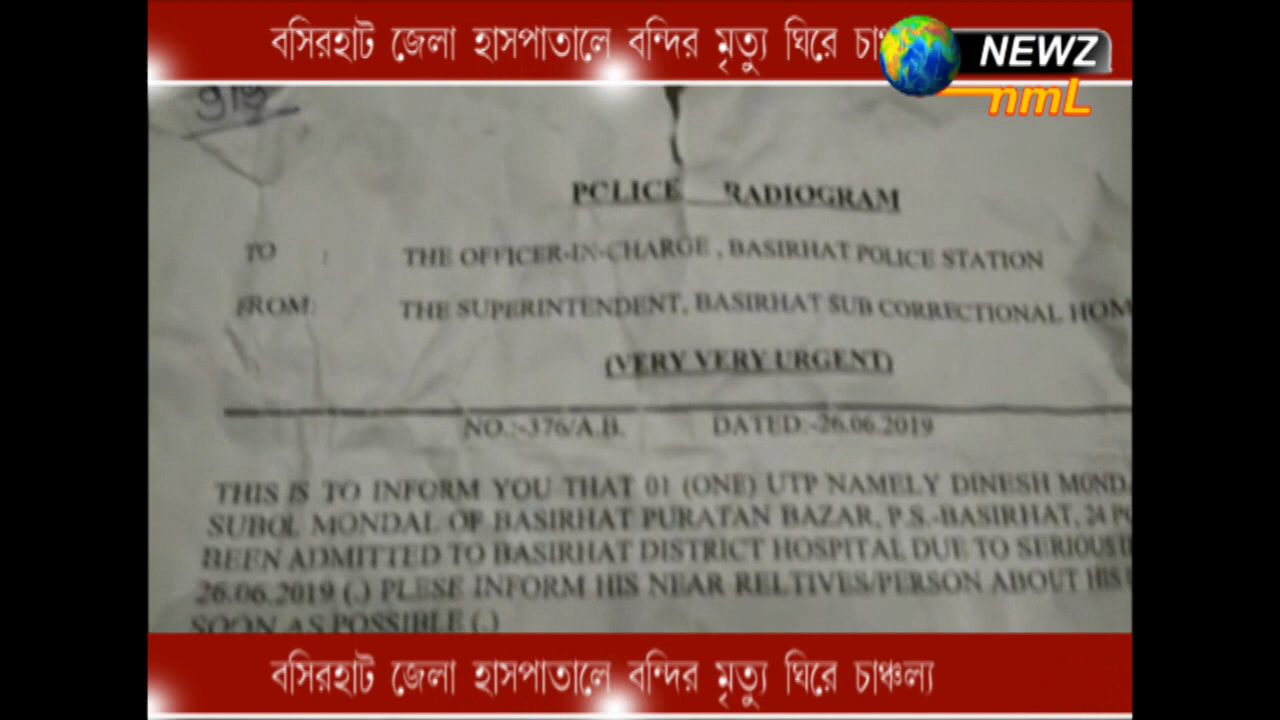 বসিরহাট জেলা হাসপাতালে বন্দির মৃত্যু ঘিরে
NEWZ
nmL
919
POLICE RADIOGRAM
TO : THE OFFICER-IN-CHARGE , BASIRHAT POLICE STATION
FROM: THE SUPERINTENDENT, BASIRHAT SUB CORRECTIONAL HOM
(VERY VERY URGENT)
NO.:-376/A.B. DATED:-26.06.2019
THIS IS TO INFORM YOU THAT 01 (ONE) UTP NAMELY DINESH MOND
SUBOL MONDAL OF BASIRHAT PURATAN BAZAR, P.S.-BASIRHAT, 24
BEEN ADMITTED TO BASIRHAT DISTRICT HOSPITAL DUE TO SERIOUS
26.06.2019 (.) PLESE INFORM HIS NEAR RELTIVES/PERSON ABOUT HIS
SOON AS POSSIBLE (.)
বসিরহাট জেলা হাসপাতালে বন্দির মৃত্যু ঘিরে চাঞ্চল্য